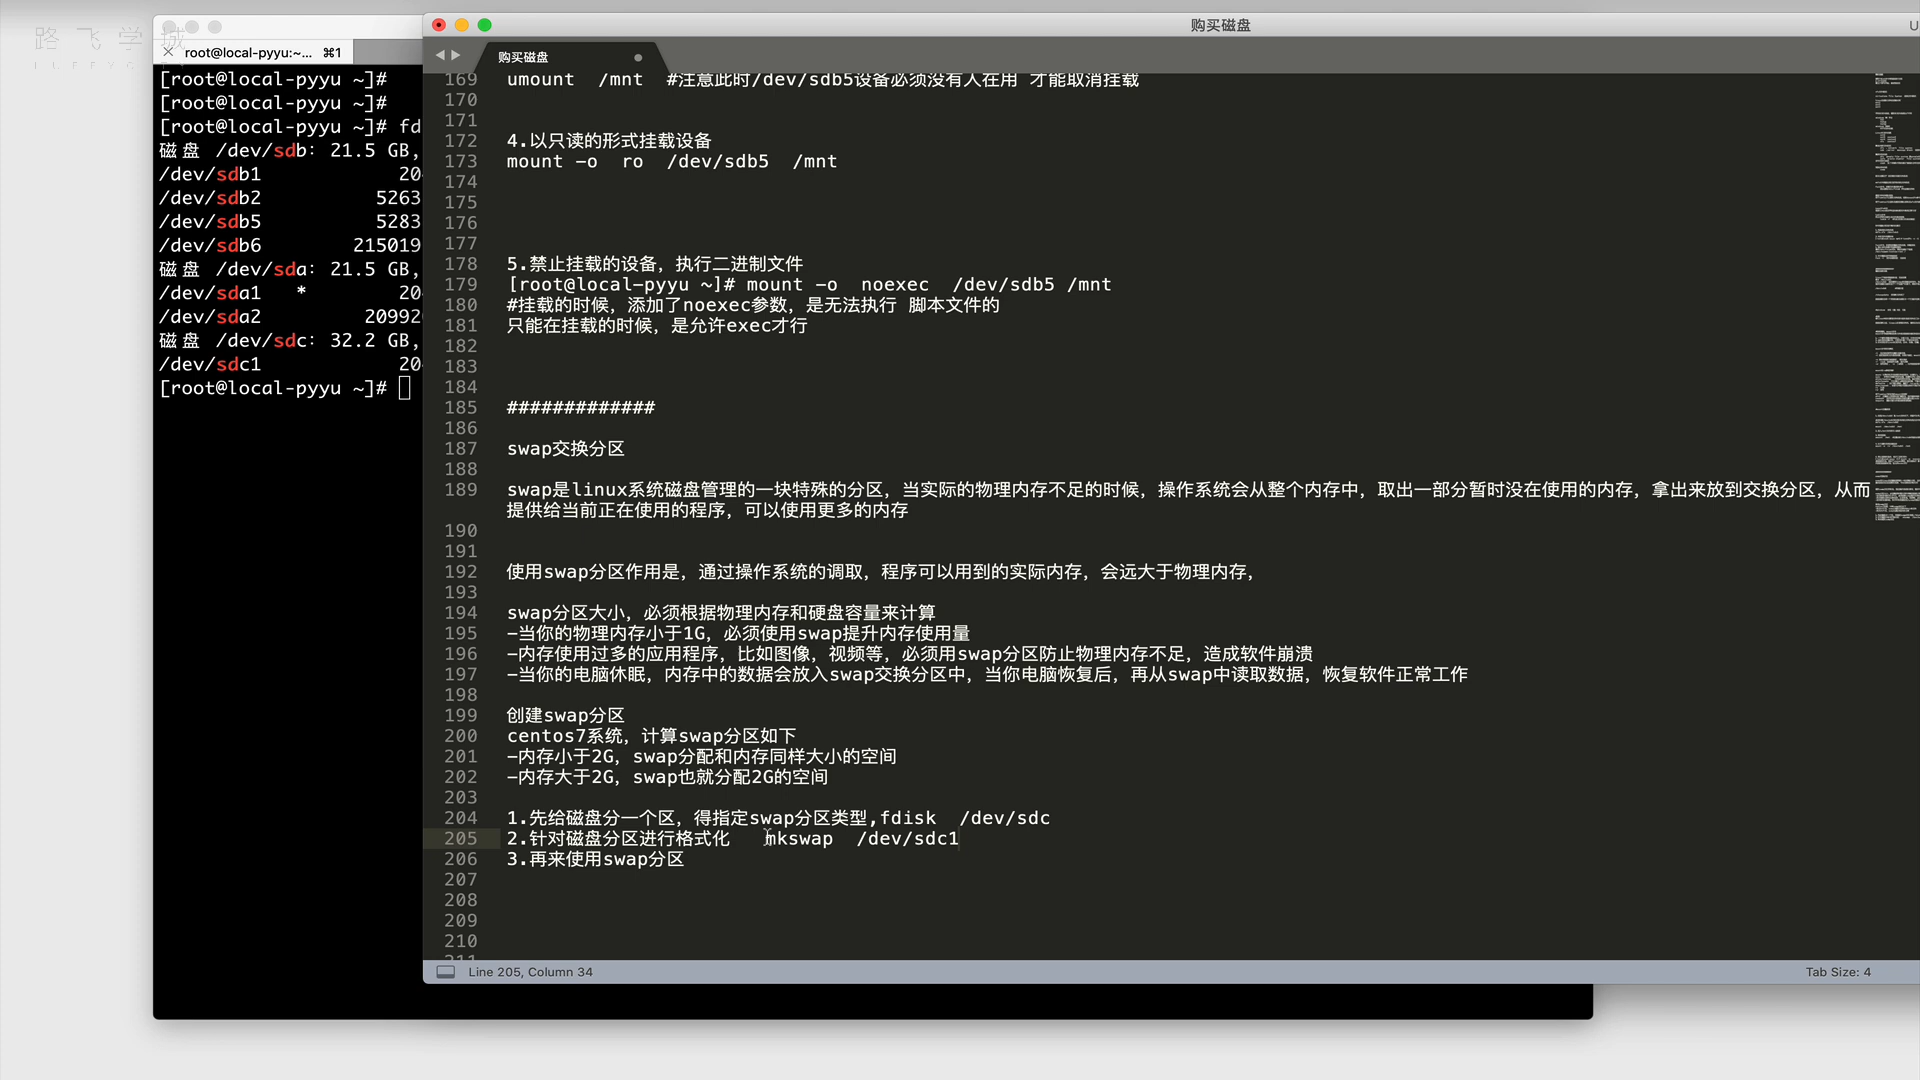 路飞学城
购买磁盘
root@local-pyyu:~... ⌘1
[root@local-pyyu ~]#
[root@local-pyyu ~]#
[root@local-pyyu ~]# fd
磁盘 /dev/sdb: 21.5 GB,
/dev/sdb1 20
/dev/sdb2 5263
/dev/sdb5 5283
/dev/sdb6 215019
磁盘 /dev/sda: 21.5 GB,
/dev/sda1 * 20
/dev/sda2 20992
磁盘 /dev/sdc: 32.2 GB,
/dev/sdc1 20
[root@local-pyyu ~]#
购买磁盘
169 umount /mnt #注意此时/dev/sdb5设备必须没有人在用 才能取消挂载
170
171
172 4.以只读的形式挂载设备
173 mount -o ro /dev/sdb5 /mnt
174
175
176
177
178 5.禁止挂载的设备，执行二进制文件
179 [root@local-pyyu ~]# mount -o noexec /dev/sdb5 /mnt
180 #挂载的时候，添加了noexec参数，是无法执行 脚本文件的
181 只能在挂载的时候，是允许exec才行
182
183
184
185 #############
186
187 swap交换分区
188
189 swap是linux系统磁盘管理的一块特殊的分区，当实际的物理内存不足的时候，操作系统会从整个内存中，取出一部分暂时没在使用的内存，拿出来放到交换分区，从而
提供给当前正在使用的程序，可以使用更多的内存
190
191
192 使用swap分区作用是，通过操作系统的调取，程序可以用到的实际内存，会远大于物理内存，
193
194 swap分区大小，必须根据物理内存和硬盘容量来计算
195 -当你的物理内存小于1G，必须使用swap提升内存使用量
196 -内存使用过多的应用程序，比如图像，视频等，必须用swap分区防止物理内存不足，造成软件崩溃
197 -当你的电脑休眠，内存中的数据会放入swap交换分区中，当你电脑恢复后，再从swap中读取数据，恢复软件正常工作
198
199 创建swap分区
200 centos7系统，计算swap分区如下
201 -内存小于2G，swap分配和内存同样大小的空间
202 -内存大于2G，swap也就分配2G的空间
203
204 1.先给磁盘分一个区，得指定swap分区类型,fdisk /dev/sdc
205 2.针对磁盘分区进行格式化 mkswap /dev/sdc1
206 3.再来使用swap分区
207
208
209
210
Line 205, Column 34
Tab Size: 4